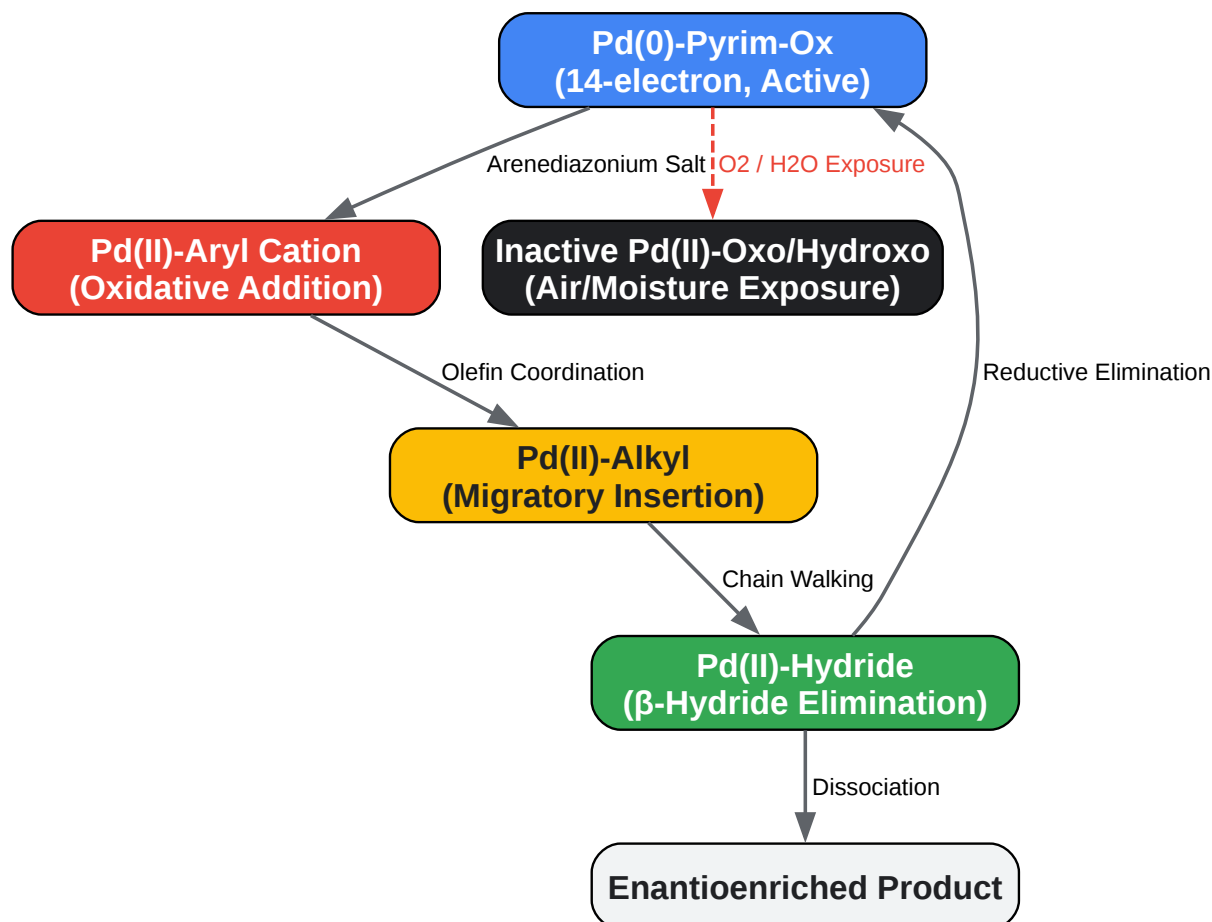 Pd(0)-Pyrim-Ox
(14-electron, Active)
Arenediazonium Salt
O2 / H2O Exposure
Pd(II)-Aryl Cation
(Oxidative Addition)
Inactive Pd(II)-Oxo/Hydroxo
(Air/Moisture Exposure)
Olefin Coordination
Reductive Elimination
Pd(II)-Alkyl
(Migratory Insertion)
Chain Walking
Pd(II)-Hydride
(β-Hydride Elimination)
Dissociation
Enantioenriched Product